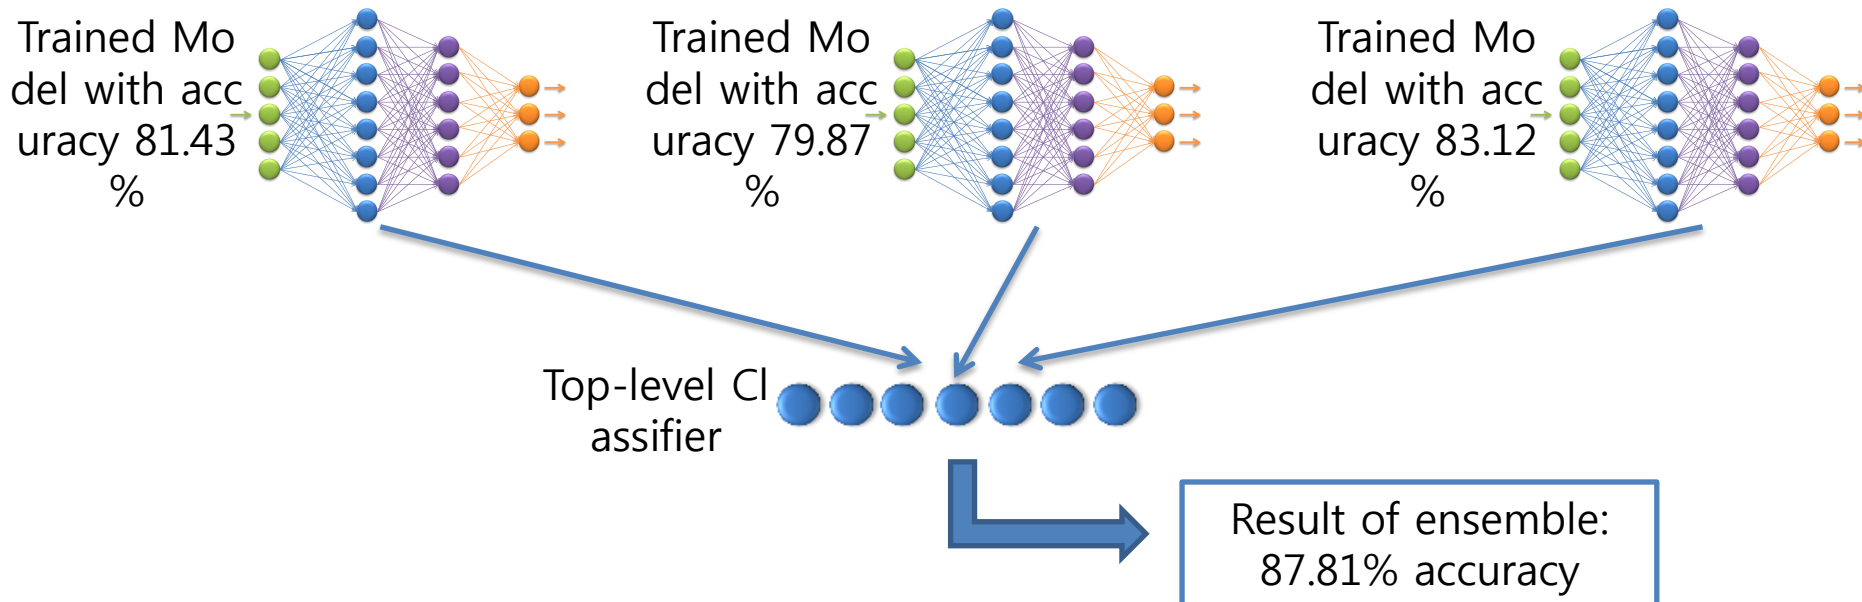 Trained Mo
del with acc
uracy 81.43
%
Trained Mo
del with acc
uracy 79.87
%
Trained Mo
del with acc
uracy 83.12
%
Top-level Cl
assifier
Result of ensemble:
87.81% accuracy